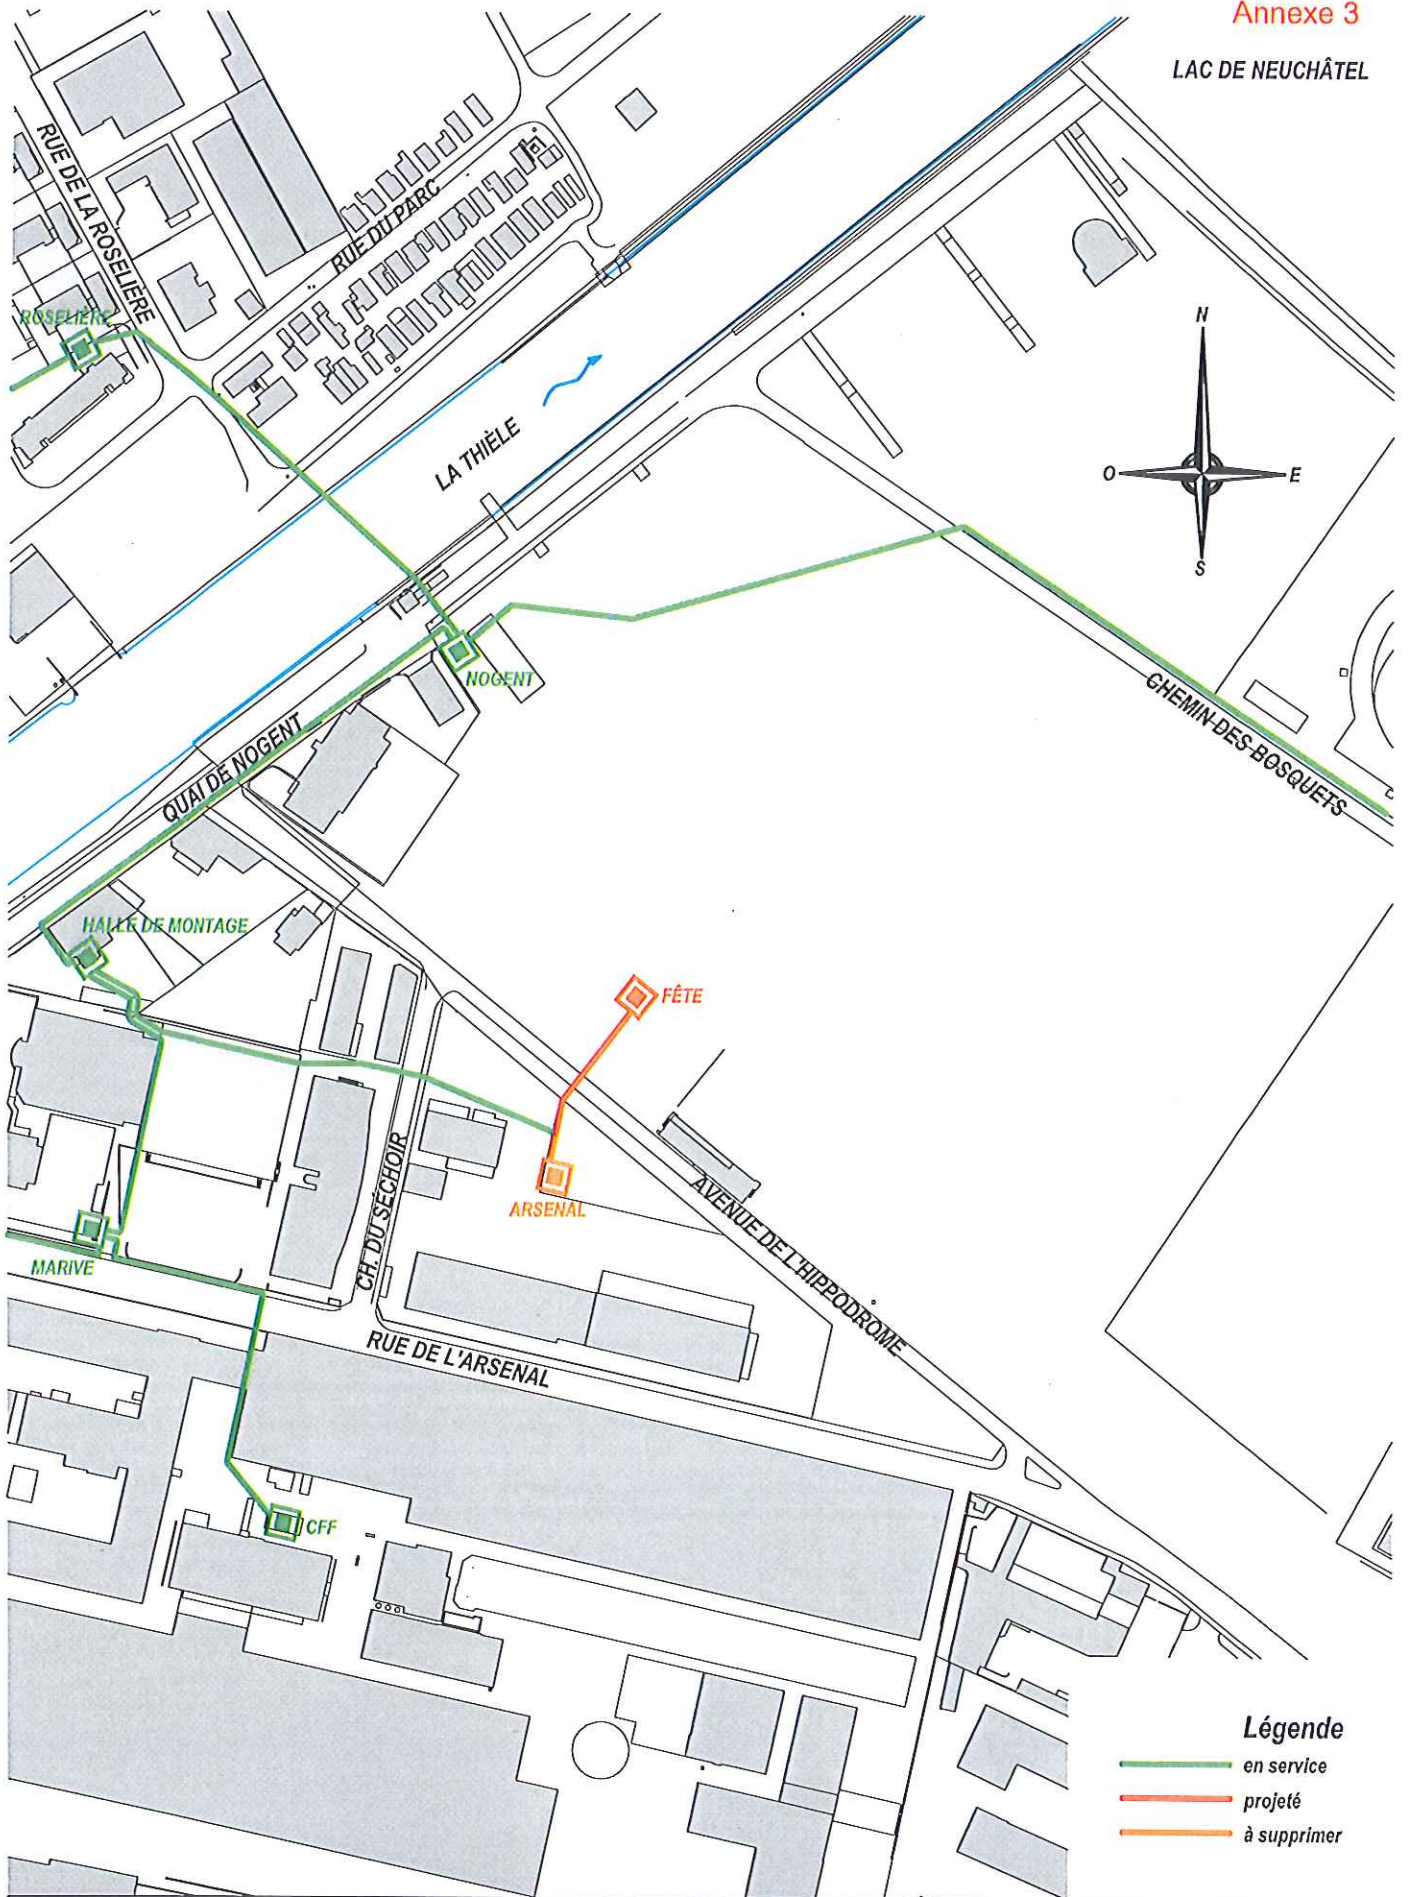 Annexe 3
LAC DE NEUCHÂTEL
RUE DE LA ROSELIÈRE
RUE DU PARC
ROSELIÈRE
N
O
E
S
LA THIÈLE
NOGENT
CHEMIN DES BOSQUETS
QUAI DE NOGENT
HALLE DE MONTAGE
FÊTE
CH. DU SÉCHOIR
ARSENAL
AVENUE DE L'HIPPODROME
MARIVE
RUE DE L'ARSENAL
CFF
Légende
en service
projeté
à supprimer